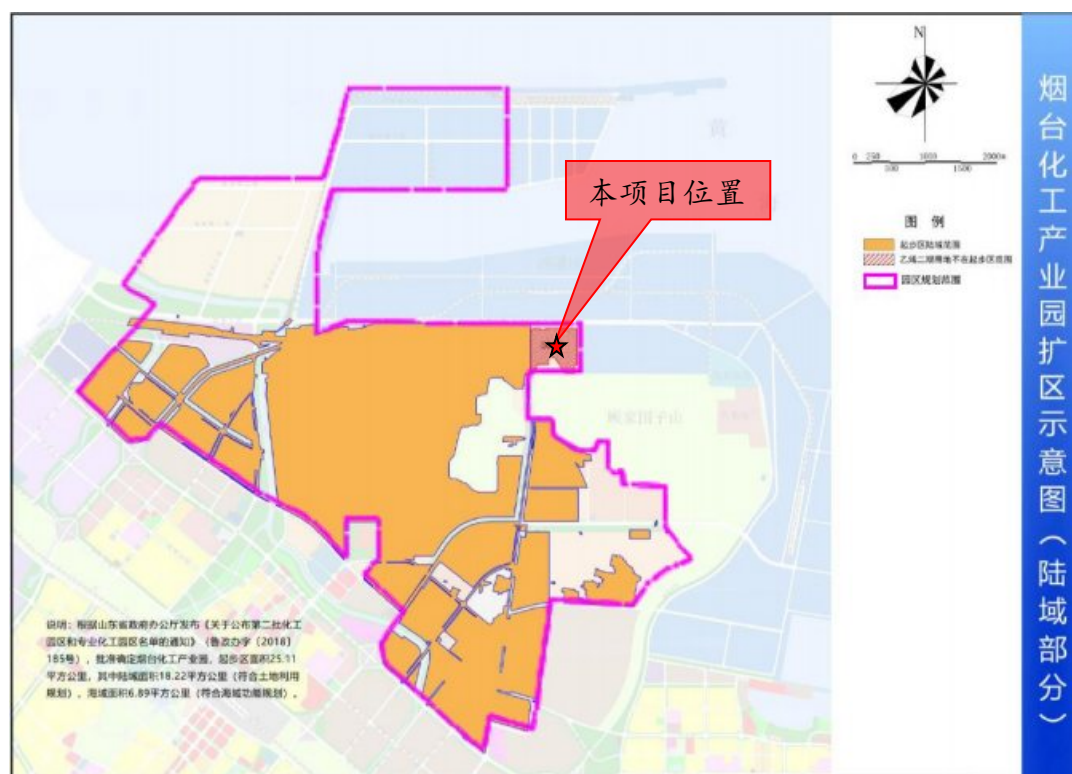 烟台化工产业园扩区示意图（陆域部分）
N
0 250 1000 2000m
500 1500
黄
本项目位置
图 例
起步区陆域范围
乙烯二期用地不在起步区范围
园区规划范围
顾家围子山
说明：根据山东省政府办公厅发布《关于公布第二批化工
园区和专业化工园区名单的通知》（鲁政办字〔2018〕
185号），批准确定烟台化工产业园，起步区面积25.11
平方公里，其中陆域面积18.22平方公里（符合土地利用
规划），海域面积6.89平方公里（符合海域功能规划）。